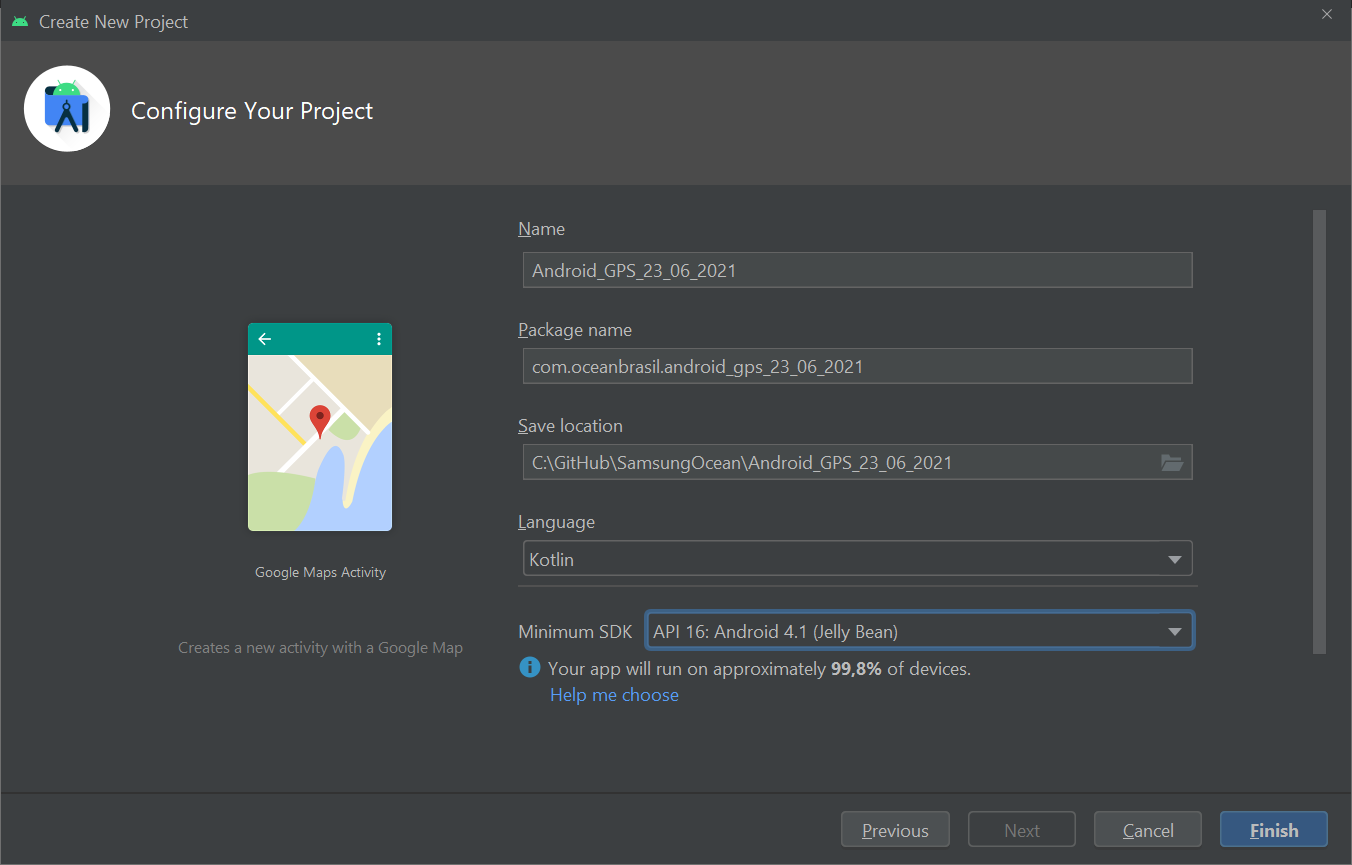 Create New Project
Configure Your Project
Name
Android_GPS_23_06_2021
Package name
com.oceanbrasil.android_gps_23_06_2021
Save location
C:\GitHub\SamsungOcean\Android_GPS_23_06_2021
Language
Kotlin
Google Maps Activity
Creates a new activity with a Google Map
Minimum SDK API 16: Android 4.1 (Jelly Bean)
Your app will run on approximately 99,8% of devices.
Help me choose
Previous Next Cancel Finish